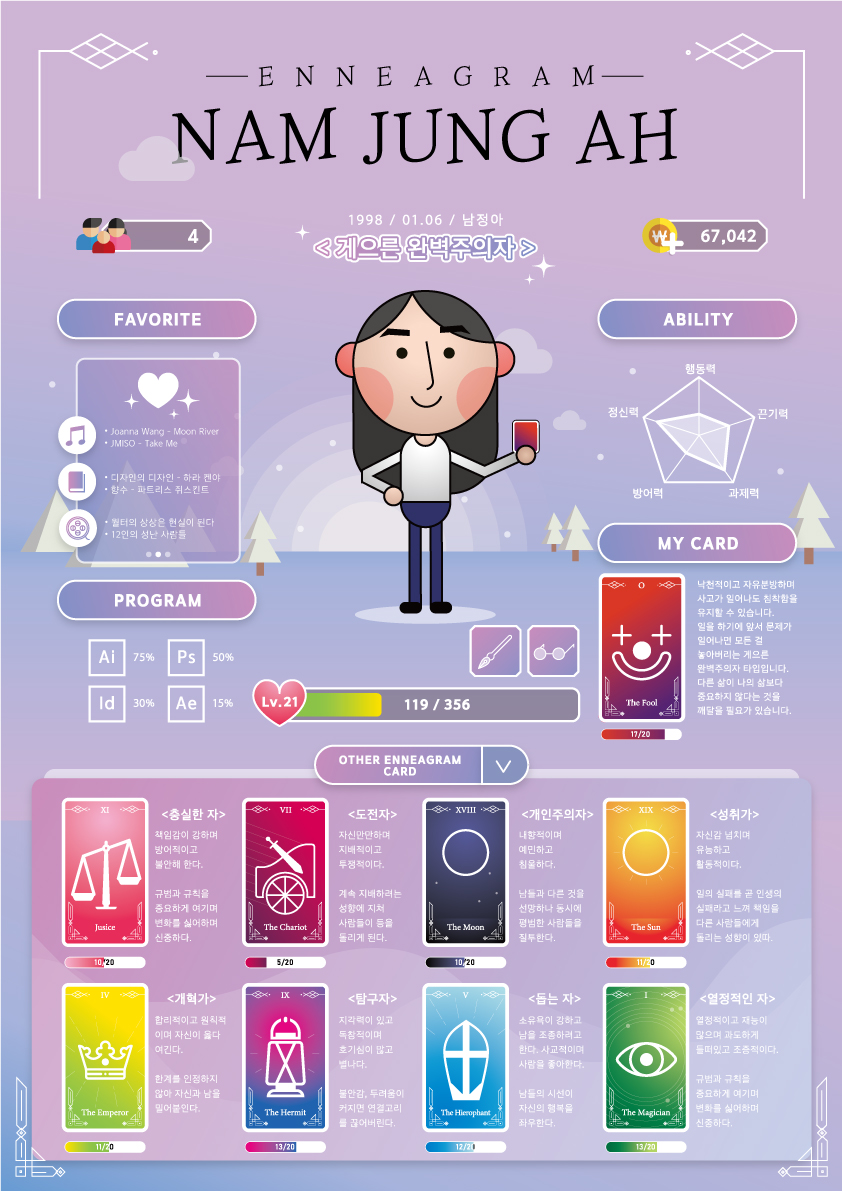 ENNEAGRAM
NAM JUNG AH
1998 / 01.06 / 남정아
<게으른 완벽주의자>
4
67,042
FAVORITE
• Joanna Wang - Moon River
• JMISO - Take Me
• 디자인의 디자인 - 하라 켄야
• 향수 - 파트리스 쥐스킨트
• 월터의 상상은 현실이 된다
• 12인의 성난 사람들
ABILITY
행동력
정신력
끈기력
방어력
과제력
PROGRAM
Ai 75%
Ps 50%
Id 30%
Ae 15%
Lv.21
119 / 356
MY CARD
O
The Fool
17/20
낙천적이고 자유분방하며
사고가 일어나도 침착함을
유지할 수 있습니다.
일을 하기에 앞서 문제가
일어나면 모든 걸
놓아버리는 게으른
완벽주의자 타입입니다.
다른 삶이 나의 삶보다
중요하지 않다는 것을
깨달을 필요가 있습니다.
OTHER ENNEAGRAM
CARD
XI
Jusice
10/20
<충실한 자>
책임감이 강하며
방어적이고
불안해 한다.
규범과 규칙을
중요하게 여기며
변화를 싫어하며
신중하다.
VII
The Chariot
5/20
<도전자>
자신만만하며
지배적이고
투쟁적이다.
계속 지배하려는
성향에 지쳐
사람들이 등을
돌리게 된다.
XVIII
The Moon
10/20
<개인주의자>
내향적이며
예민하고
침울하다.
남들과 다른 것을
선망하나 동시에
평범한 사람들을
질투한다.
XIX
The Sun
11/20
<성취가>
자신감 넘치며
유능하고
활동적이다.
일의 실패를 곧 인생의
실패라고 느껴 책임을
다른 사람들에게
돌리는 성향이 있따.
IV
The Emperor
11/20
<개혁가>
합리적이고 원칙적
이며 자신이 옳다
여긴다.
한계를 인정하지
않아 자신과 남을
밀어붙인다.
IX
The Hermit
13/20
<탐구자>
지각력이 있고
독창적이며
호기심이 많고
별나다.
불안감, 두려움이
커지면 연결고리
를 끊어버린다.
V
The Hierophant
12/20
<돕는 자>
소유욕이 강하고
남을 조종하려고
한다. 사교적이며
사람을 좋아한다.
남들의 시선이
자신의 행복을
좌우한다.
I
The Magician
13/20
<열정적인 자>
열정적이고 재능이
많으며 과도하게
들떠있고 조증적이다.
규범과 규칙을
중요하게 여기며
변화를 싫어하며
신중하다.